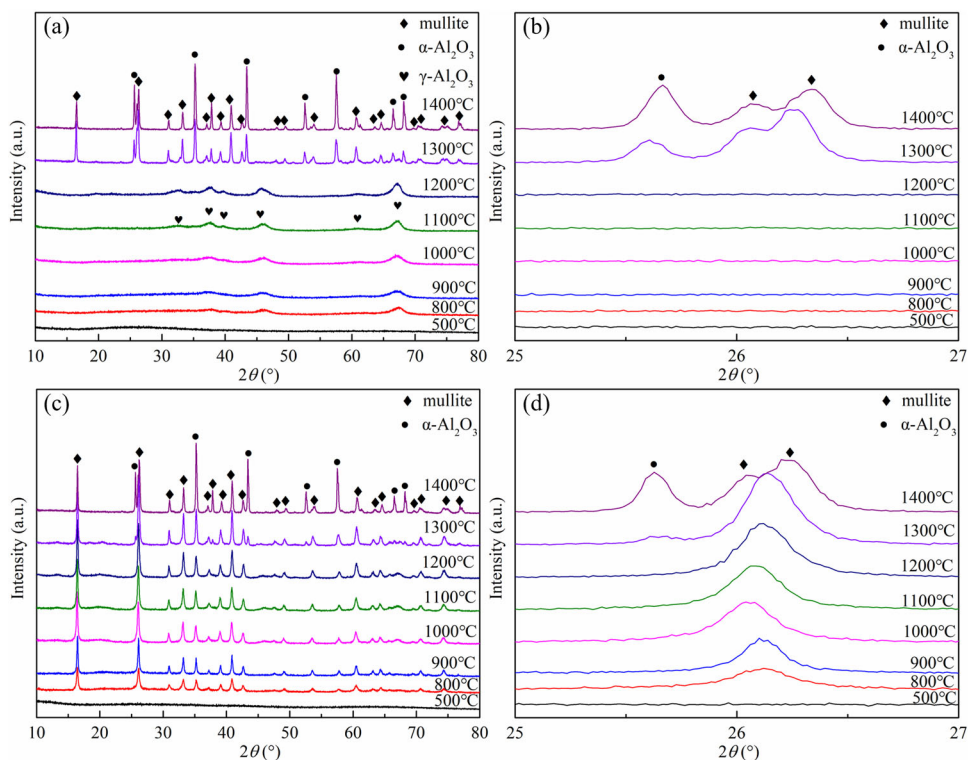 (a)
♦ mullite
● α-Al2O3
♥ γ-Al2O3
1400℃
1300℃
1200℃
1100℃
1000℃
900℃
800℃
500℃
Intensity (a.u.)
10 20 30 40 50 60 70 80
2θ (°)
(b)
♦ mullite
● α-Al2O3
1400℃
1300℃
1200℃
1100℃
1000℃
900℃
800℃
500℃
Intensity (a.u.)
25 26 27
2θ (°)
(c)
♦ mullite
● α-Al2O3
1400℃
1300℃
1200℃
1100℃
1000℃
900℃
800℃
500℃
Intensity (a.u.)
10 20 30 40 50 60 70 80
2θ (°)
(d)
♦ mullite
● α-Al2O3
1400℃
1300℃
1200℃
1100℃
1000℃
900℃
800℃
500℃
Intensity (a.u.)
25 26 27
2θ (°)